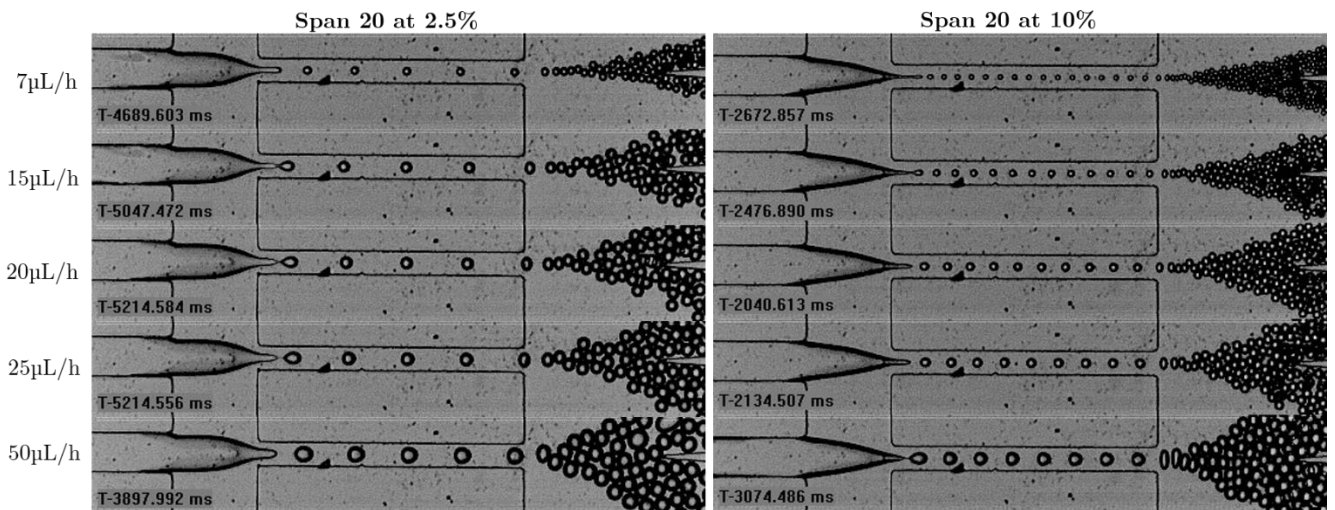 Span 20 at 2.5%
Span 20 at 10%
7µL/h
T-4689.603 ms
T-2672.857 ms
15µL/h
T-5047.472 ms
T-2476.890 ms
20µL/h
T-5214.584 ms
T-2040.613 ms
25µL/h
T-5214.556 ms
T-2134.507 ms
50µL/h
T-3897.992 ms
T-3074.486 ms